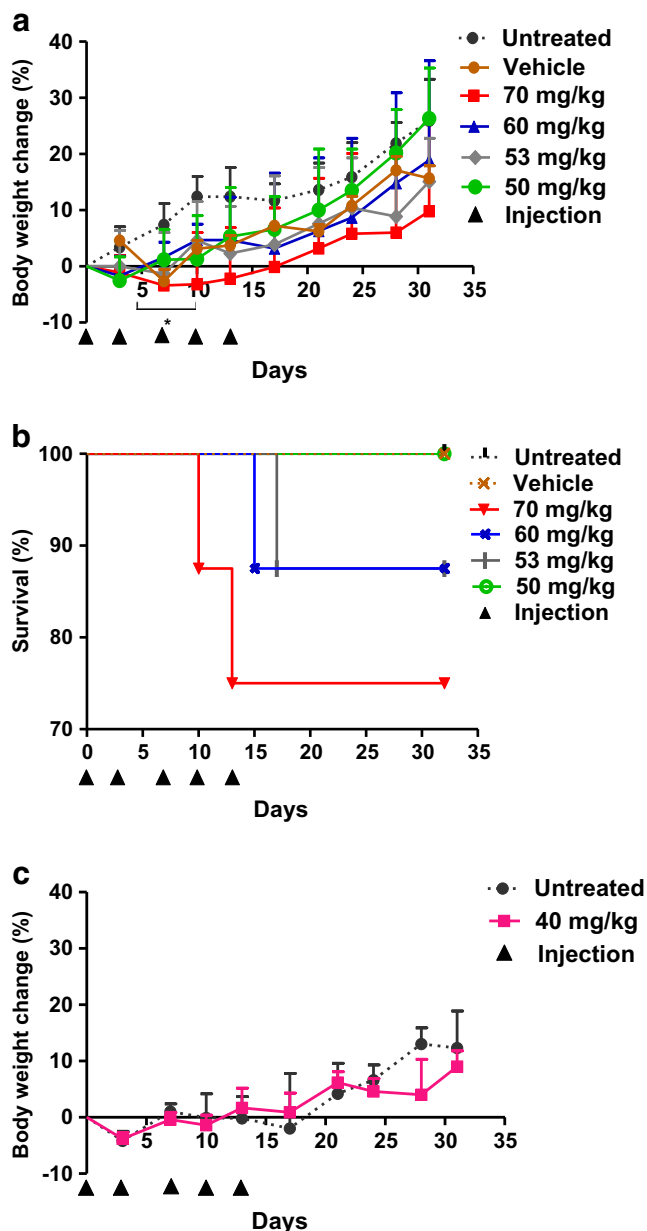 a
Body weight change (%)
40
30
20
10
0
-10
5
10
15
20
25
30
35
*
Days
Untreated
Vehicle
70 mg/kg
60 mg/kg
53 mg/kg
50 mg/kg
Injection
b
Survival (%)
100
90
80
70
0
5
10
15
20
25
30
35
Days
Untreated
Vehicle
70 mg/kg
60 mg/kg
53 mg/kg
50 mg/kg
Injection
c
Body weight change (%)
40
30
20
10
0
-10
5
10
15
20
25
30
35
Days
Untreated
40 mg/kg
Injection